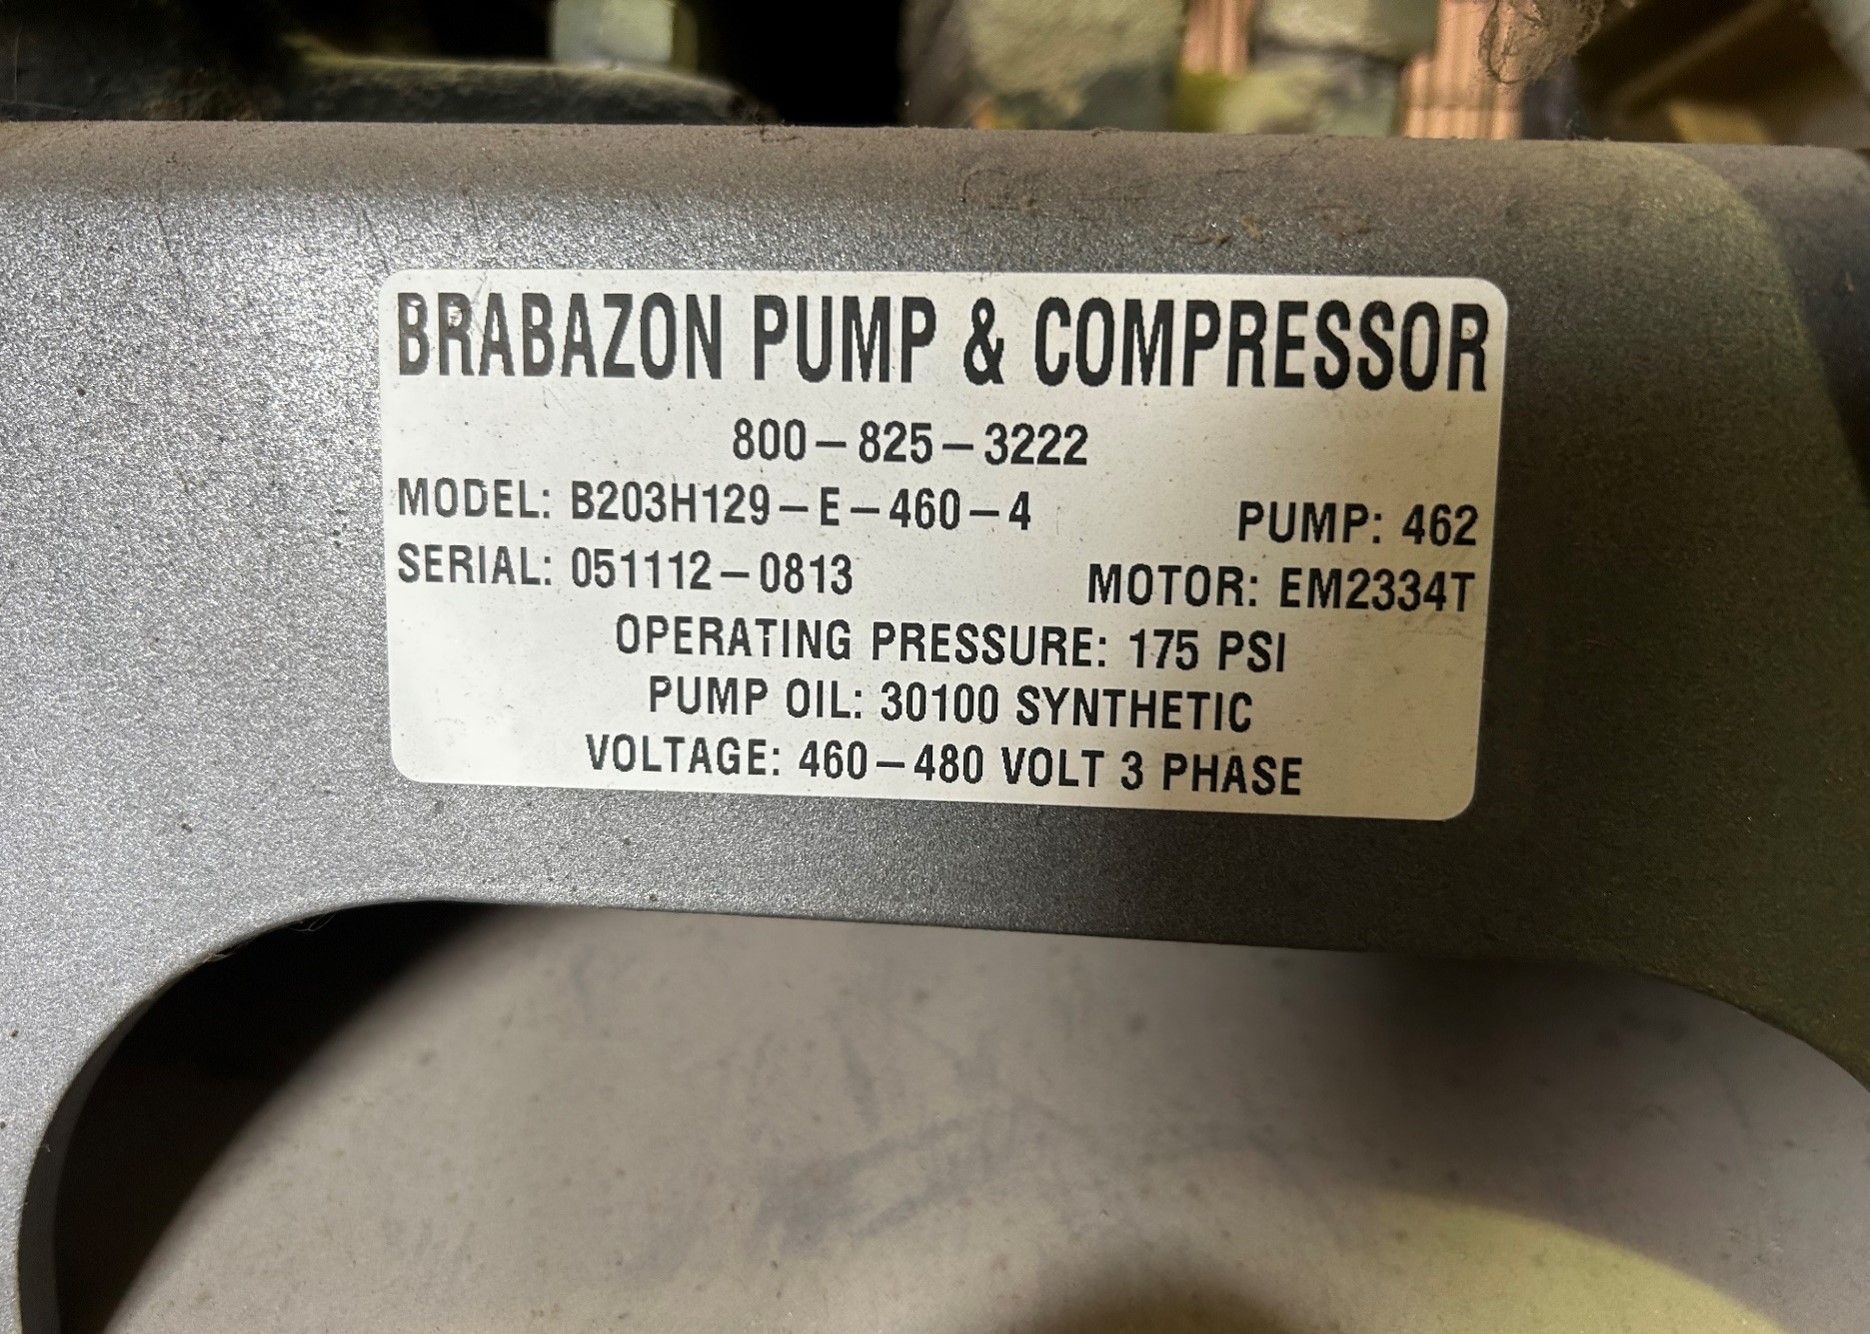 BRABAZON PUMP & COMPRESSOR
800-825-3222
MODEL: B203H129-E-460-4 PUMP: 462
SERIAL: 051112-0813 MOTOR: EM2334T
OPERATING PRESSURE: 175 PSI
PUMP OIL: 30100 SYNTHETIC
VOLTAGE: 460-480 VOLT 3 PHASE